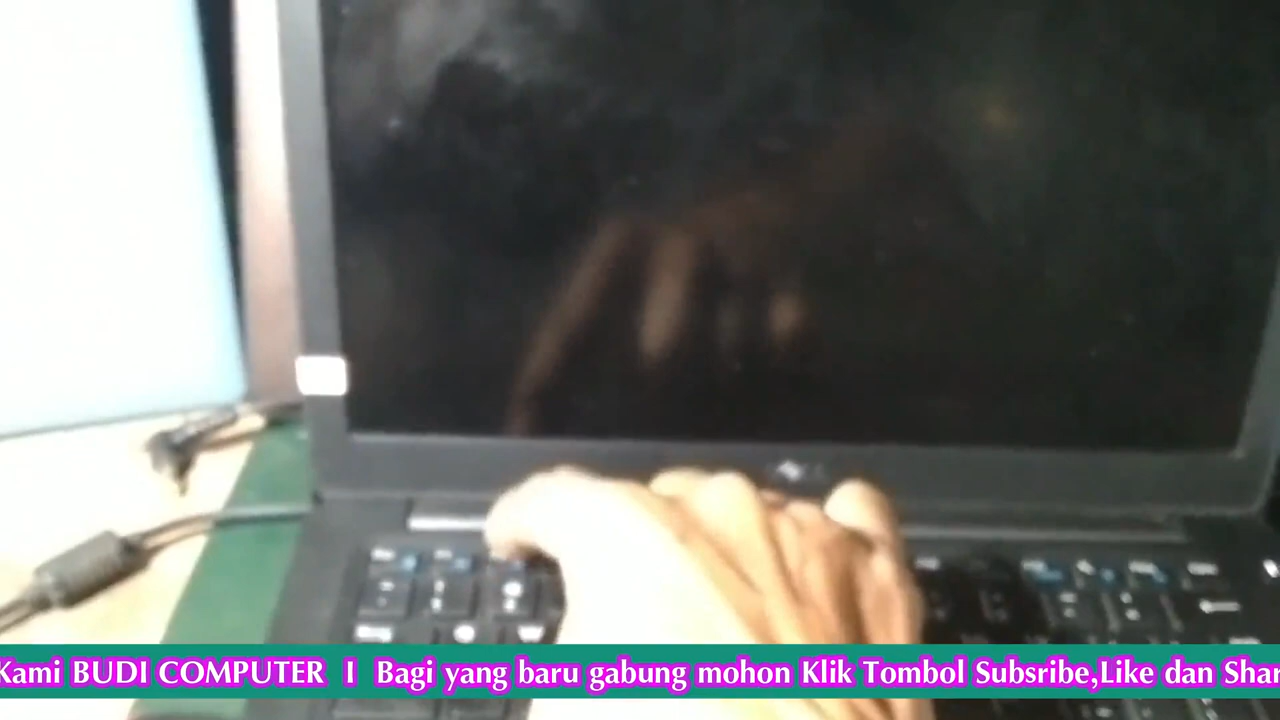 Kami BUDI COMPUTER I Bagi yang baru gabung mohon Klik Tombol Subsribe,Like dan Shar